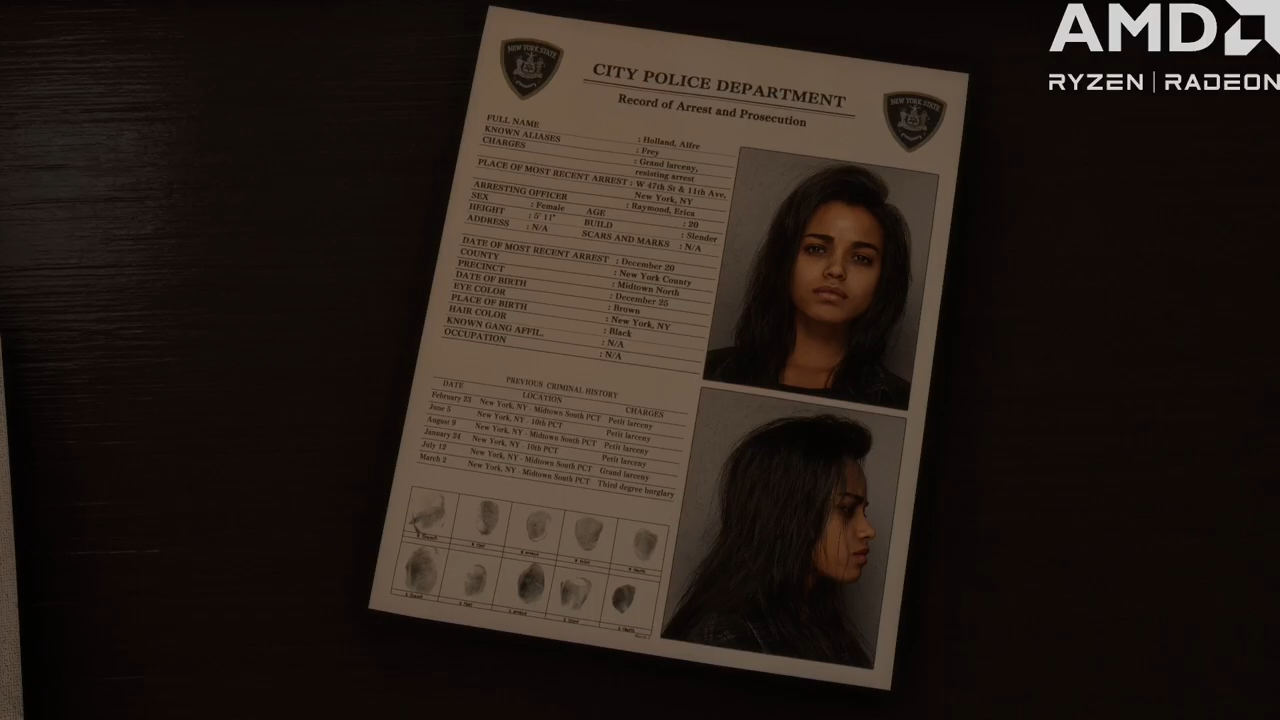 AMD
RYZEN | RADEON
NEW YORK STATE
CITY POLICE DEPARTMENT
NEW YORK STATE
Record of Arrest and Prosecution
FULL NAME : Holland, Alfre
KNOWN ALIASES : Frey
CHARGES : Grand larceny,
resisting arrest
PLACE OF MOST RECENT ARREST : W 47th St & 11th Ave,
New York, NY
ARRESTING OFFICER : Raymond, Erica
SEX : Female AGE : 20
HEIGHT : 5' 11" BUILD : Slender
ADDRESS : N/A SCARS AND MARKS : N/A
DATE OF MOST RECENT ARREST : December 20
COUNTY : New York County
PRECINCT : Midtown North
DATE OF BIRTH : December 25
EYE COLOR : Brown
PLACE OF BIRTH : New York, NY
HAIR COLOR : Black
KNOWN GANG AFFIL. : N/A
OCCUPATION : N/A
PREVIOUS CRIMINAL HISTORY
DATE LOCATION CHARGES
February 23 New York, NY - Midtown South PCT Petit larceny
June 5 New York, NY - 10th PCT Petit larceny
August 9 New York, NY - Midtown South PCT Petit larceny
January 24 New York, NY - 10th PCT Petit larceny
July 12 New York, NY - Midtown South PCT Grand larceny
March 2 New York, NY - Midtown South PCT Third degree burglary